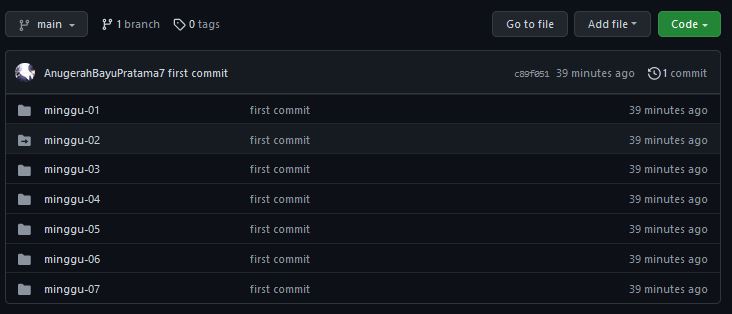 main 1 branch 0 tags Go to file Add file Code
AnugerahBayuPratama7 first commit c89f051 39 minutes ago 1 commit
minggu-01 first commit 39 minutes ago
minggu-02 first commit 39 minutes ago
minggu-03 first commit 39 minutes ago
minggu-04 first commit 39 minutes ago
minggu-05 first commit 39 minutes ago
minggu-06 first commit 39 minutes ago
minggu-07 first commit 39 minutes ago